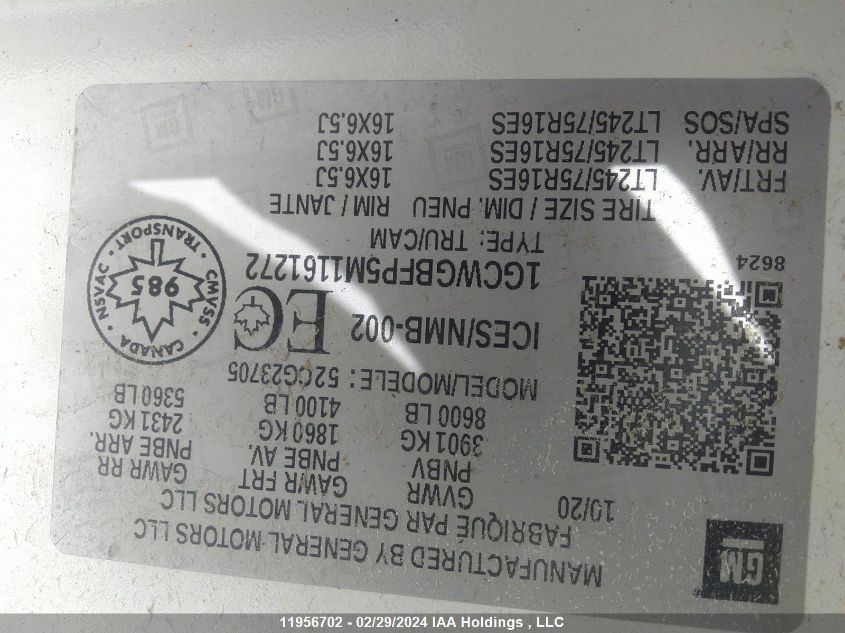 GM
MANUFACTURED BY GENERAL MOTORS LLC
FABRIQUÉ PAR GENERAL MOTORS LLC
10/20
GVWR GAWR FRT GAWR RR
PNBV PNBE AV. PNBE ARR.
3901 KG 1860 KG 2431 KG
8600 LB 4100 LB 5360 LB
MODEL/MODÈLE: 52CG23705
ICES/NMB-002 EC
1GCWGBFP5M1161272
TYPE: TRU/CAM
8624
CANADA · NSVAC · TRANSPORT · CMVSS ·
985
TIRE SIZE / DIM. PNEU RIM / JANTE
FRT/AV. LT245/75R16ES 16X6.5J
RR/ARR. LT245/75R16ES 16X6.5J
SPA/SOS LT245/75R16ES 16X6.5J
GM
GM
GM
11956702 - 02/29/2024 IAA Holdings , LLC